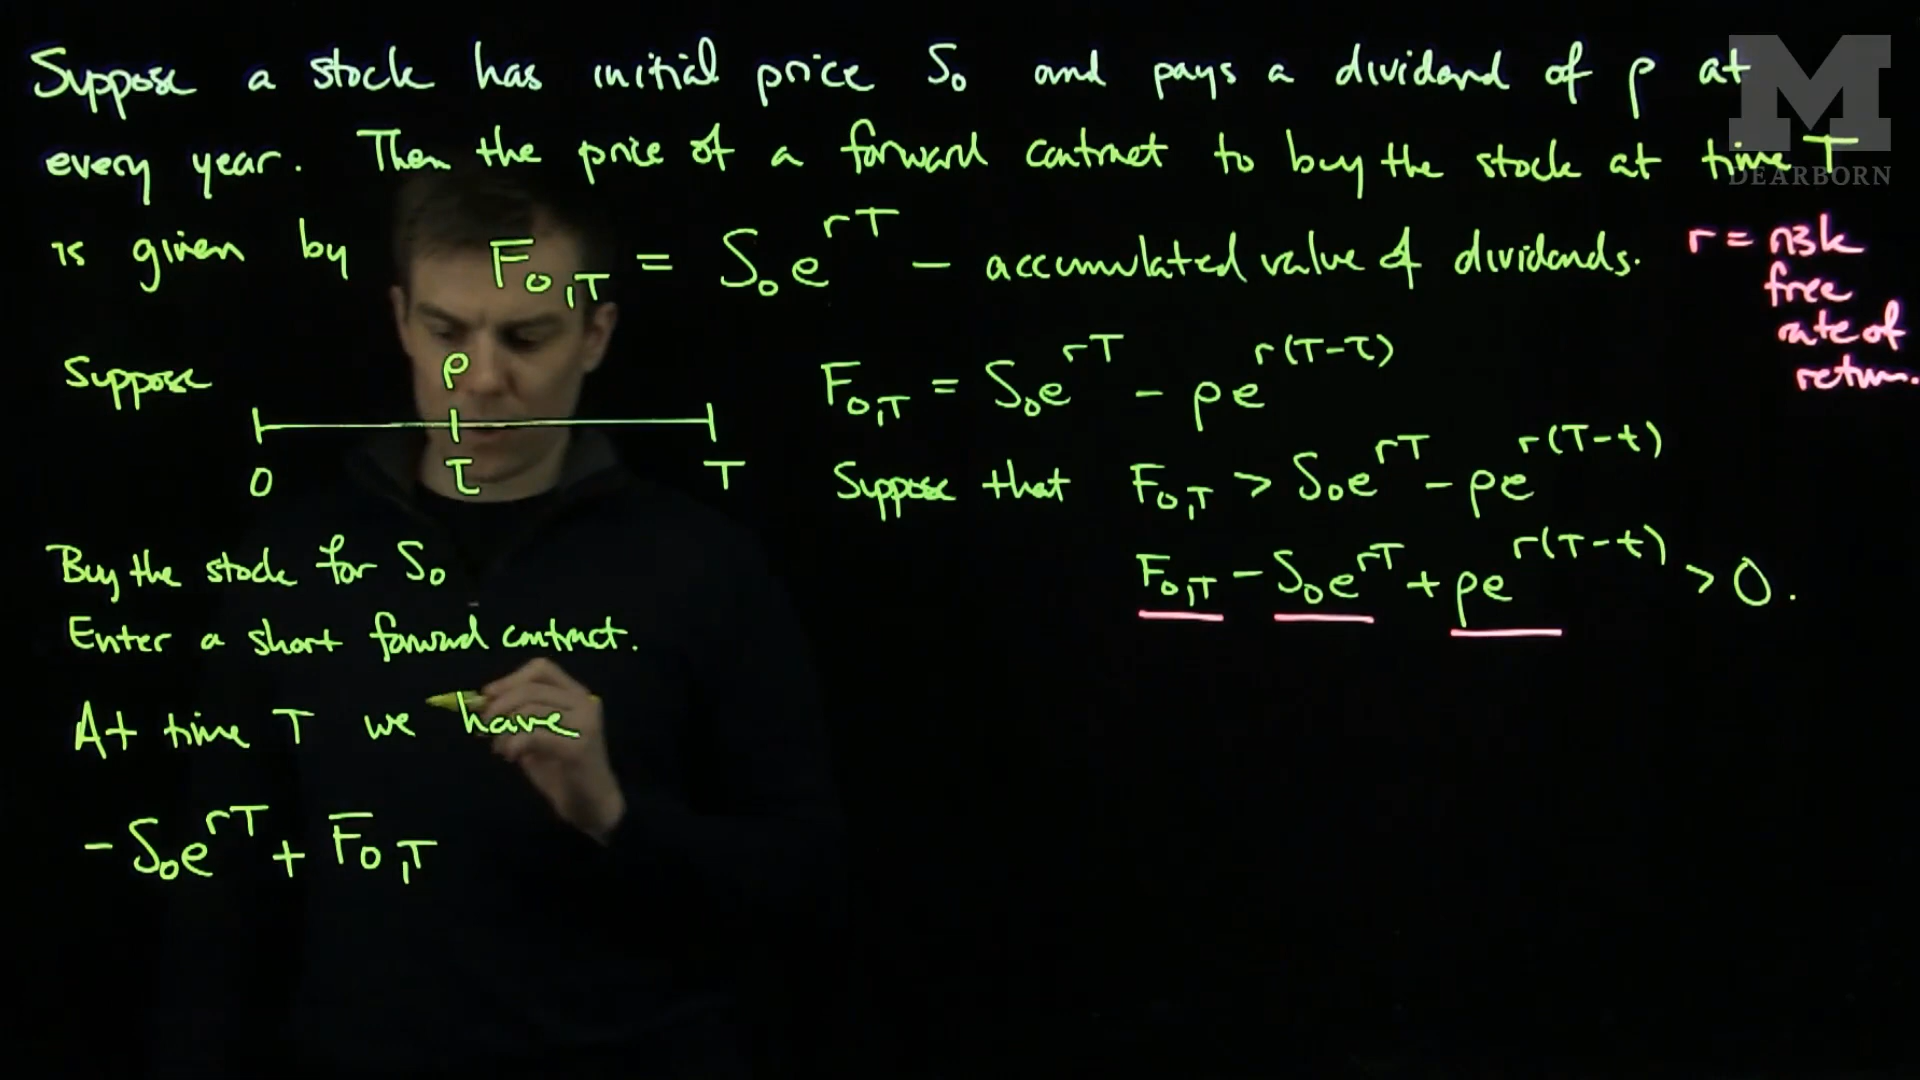 Suppose a stock has initial price S₀ and pays a dividend of ρ at
every year. Then the price of a forward contract to buy the stock at time T
is given by F₀,T = S₀e^{rT} - accumulated value of dividends.
r = risk
free
rate of
return.
Suppose
ρ
0 τ T
F₀,T = S₀e^{rT} - ρe^{r(T-τ)}
Suppose that F₀,T > S₀e^{rT} - ρe^{r(T-t)}
F₀,T - S₀e^{rT} + ρe^{r(T-t)} > 0.
Buy the stock for S₀
Enter a short forward contract.
At time T we have
-S₀e^{rT} + F₀,T
M
DEARBORN